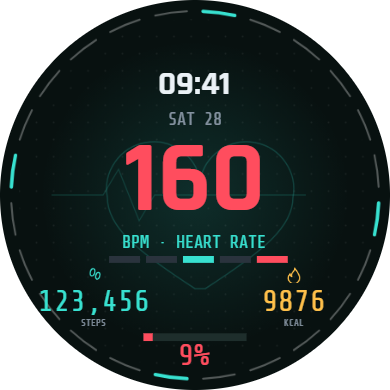 09:41
SAT 28
160
BPM · HEART RATE
123,456
STEPS
9876
KCAL
9%